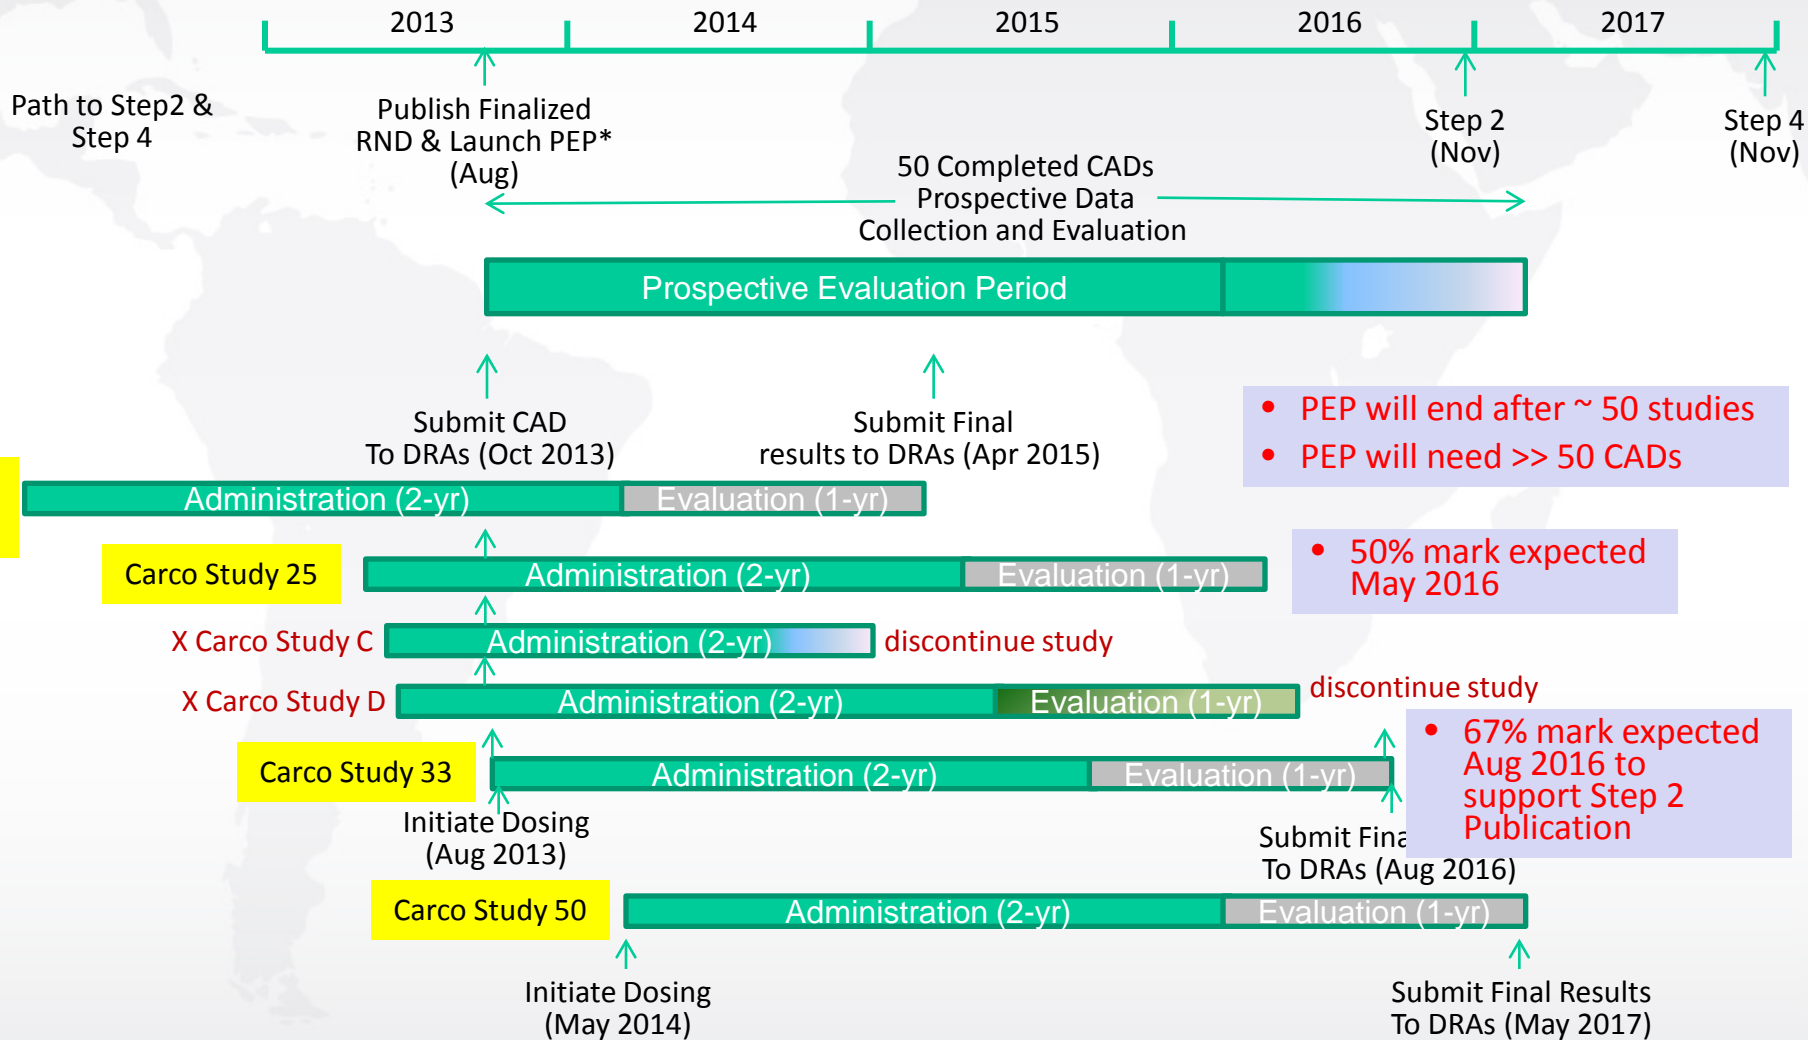 2013 2014 2015 2016 2017
Path to Step2 &
Step 4
Publish Finalized
RND & Launch PEP*
(Aug)
Step 2
(Nov)
Step 4
(Nov)
50 Completed CADs
Prospective Data
Collection and Evaluation
Prospective Evaluation Period
Submit CAD
To DRAs (Oct 2013)
Submit Final
results to DRAs (Apr 2015)
• PEP will end after ~ 50 studies
• PEP will need >> 50 CADs
Administration (2-yr) Evaluation (1-yr)
Carco Study 25 Administration (2-yr) Evaluation (1-yr)
• 50% mark expected
May 2016
X Carco Study C Administration (2-yr) discontinue study
X Carco Study D Administration (2-yr) Evaluation (1-yr) discontinue study
Carco Study 33 Administration (2-yr) Evaluation (1-yr)
• 67% mark expected
Aug 2016 to
support Step 2
Publication
Initiate Dosing
(Aug 2013)
Submit
To DRAs (Aug 2016)
Carco Study 50 Administration (2-yr) Evaluation (1-yr)
Initiate Dosing
(May 2014)
Submit Final Results
To DRAs (May 2017)